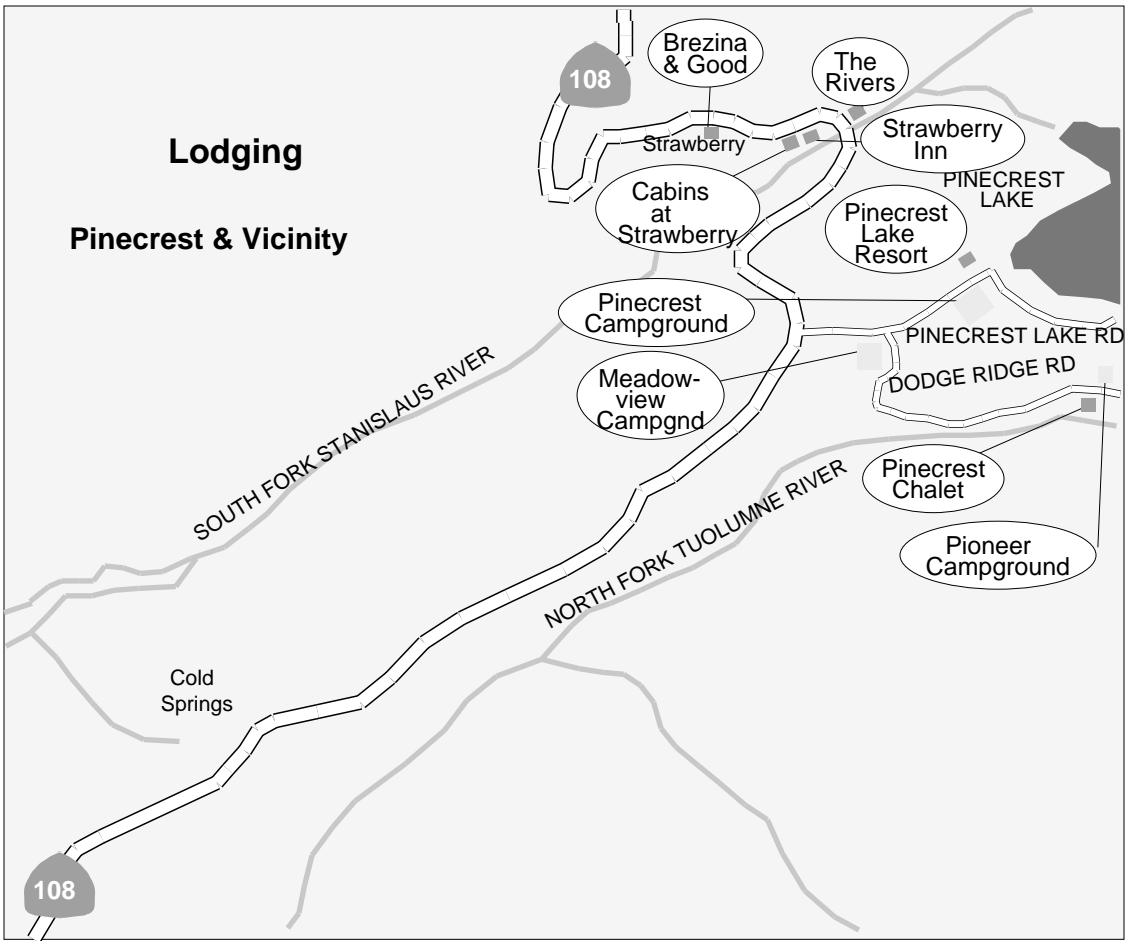 Lodging
Pinecrest & Vicinity
108
Brezina
& Good
The
Rivers
Strawberry
Strawberry
Inn
PINECREST
LAKE
Cabins
at
Strawberry
Pinecrest
Lake
Resort
Pinecrest
Campground
PINECREST LAKE RD
DODGE RIDGE RD
Meadow-
view
Campgnd
SOUTH FORK STANISLAUS RIVER
Pinecrest
Chalet
NORTH FORK TUOLUMNE RIVER
Pioneer
Campground
Cold
Springs
108